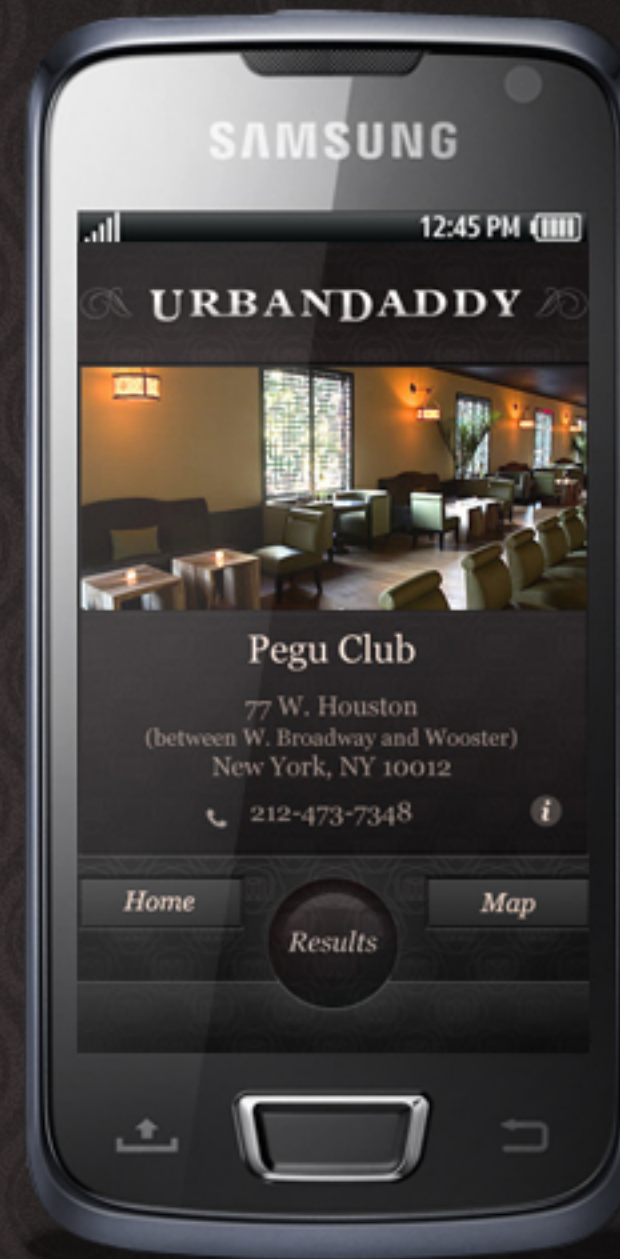 SAMSUNG
12:45 PM
URBANDADDY
Pegu Club
77 W. Houston
(between W. Broadway and Wooster)
New York, NY 10012
212-473-7348
i
Home
Results
Map